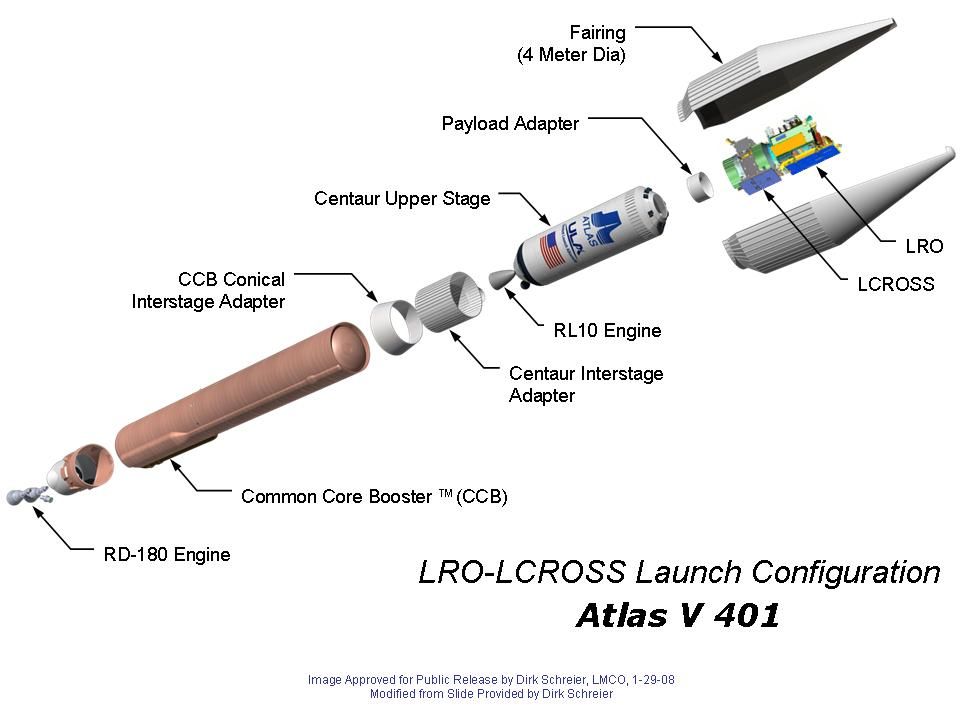 Fairing
(4 Meter Dia)
Payload Adapter
Centaur Upper Stage
ATLAS
ULA
LRO
CCB Conical
Interstage Adapter
LCROSS
RL10 Engine
Centaur Interstage
Adapter
Common Core Booster ™ (CCB)
RD-180 Engine
LRO-LCROSS Launch Configuration
Atlas V 401
Image Approved for Public Release by Dirk Schreier, LMCO, 1-29-08
Modified from Slide Provided by Dirk Schreier